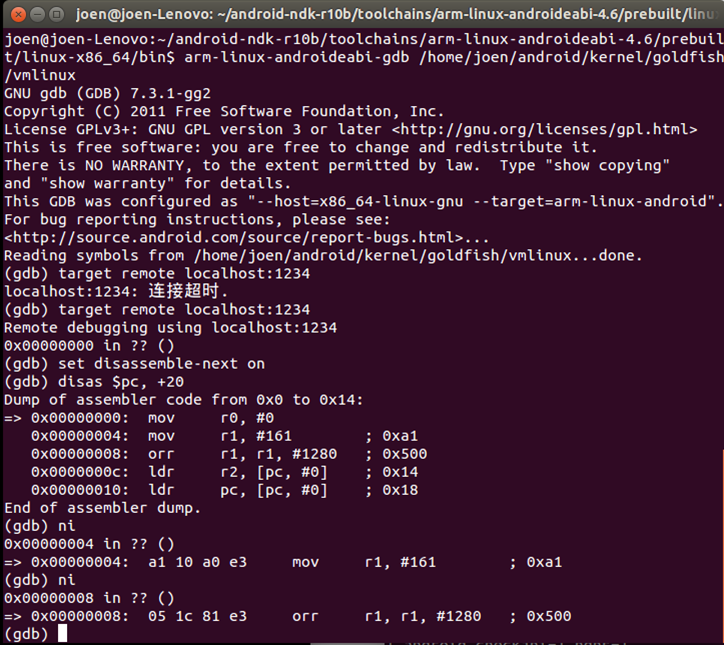 joen@joen-Lenovo: ~/android-ndk-r10b/toolchains/arm-linux-androideabi-4.6/prebuilt/linu
joen@joen-Lenovo:~/android-ndk-r10b/toolchains/arm-linux-androideabi-4.6/prebuil
t/linux-x86_64/bin$ arm-linux-androideabi-gdb /home/joen/android/kernel/goldfish
/vmlinux
GNU gdb (GDB) 7.3.1-gg2
Copyright (C) 2011 Free Software Foundation, Inc.
License GPLv3+: GNU GPL version 3 or later <http://gnu.org/licenses/gpl.html>
This is free software: you are free to change and redistribute it.
There is NO WARRANTY, to the extent permitted by law.  Type "show copying"
and "show warranty" for details.
This GDB was configured as "--host=x86_64-linux-gnu --target=arm-linux-android".
For bug reporting instructions, please see:
<http://source.android.com/source/report-bugs.html>...
Reading symbols from /home/joen/android/kernel/goldfish/vmlinux...done.
(gdb) target remote localhost:1234
localhost:1234: 连接超时.
(gdb) target remote localhost:1234
Remote debugging using localhost:1234
0x00000000 in ?? ()
(gdb) set disassemble-next on
(gdb) disas $pc, +20
Dump of assembler code from 0x0 to 0x14:
=> 0x00000000:  mov     r0, #0
   0x00000004:  mov     r1, #161        ; 0xa1
   0x00000008:  orr     r1, r1, #1280   ; 0x500
   0x0000000c:  ldr     r2, [pc, #0]    ; 0x14
   0x00000010:  ldr     pc, [pc, #0]    ; 0x18
End of assembler dump.
(gdb) ni
0x00000004 in ?? ()
=> 0x00000004:  a1 10 a0 e3     mov     r1, #161        ; 0xa1
(gdb) ni
0x00000008 in ?? ()
=> 0x00000008:  05 1c 81 e3     orr     r1, r1, #1280   ; 0x500
(gdb)